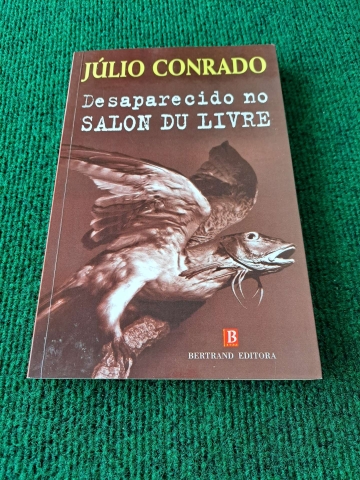 JÚLIO CONRADO
Desaparecido no
SALON DU LIVRE
B
BERTRAND EDITORA